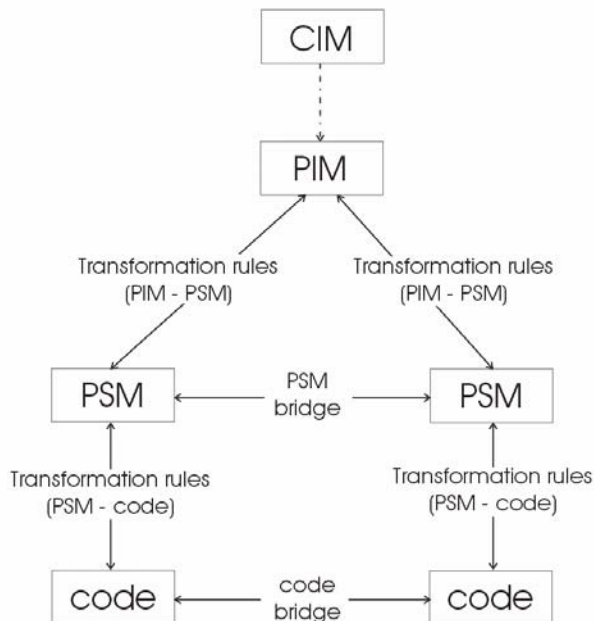 CIM
PIM
Transformation rules
(PIM - PSM)
Transformation rules
(PIM - PSM)
PSM
PSM
bridge
PSM
Transformation rules
(PSM - code)
Transformation rules
(PSM - code)
code
code
bridge
code